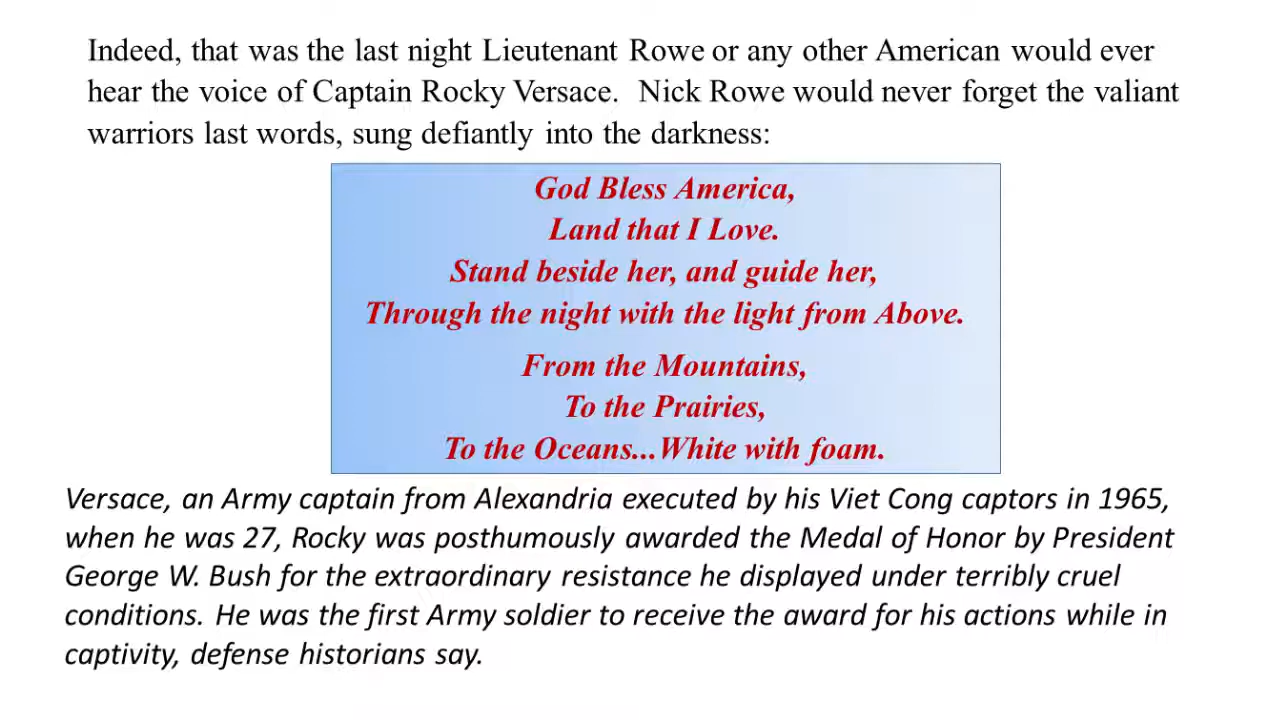 Indeed, that was the last night Lieutenant Rowe or any other American would ever
hear the voice of Captain Rocky Versace.  Nick Rowe would never forget the valiant
warriors last words, sung defiantly into the darkness:
God Bless America,
Land that I Love.
Stand beside her, and guide her,
Through the night with the light from Above.
From the Mountains,
To the Prairies,
To the Oceans...White with foam.
Versace, an Army captain from Alexandria executed by his Viet Cong captors in 1965,
when he was 27, Rocky was posthumously awarded the Medal of Honor by President
George W. Bush for the extraordinary resistance he displayed under terribly cruel
conditions. He was the first Army soldier to receive the award for his actions while in
captivity, defense historians say.